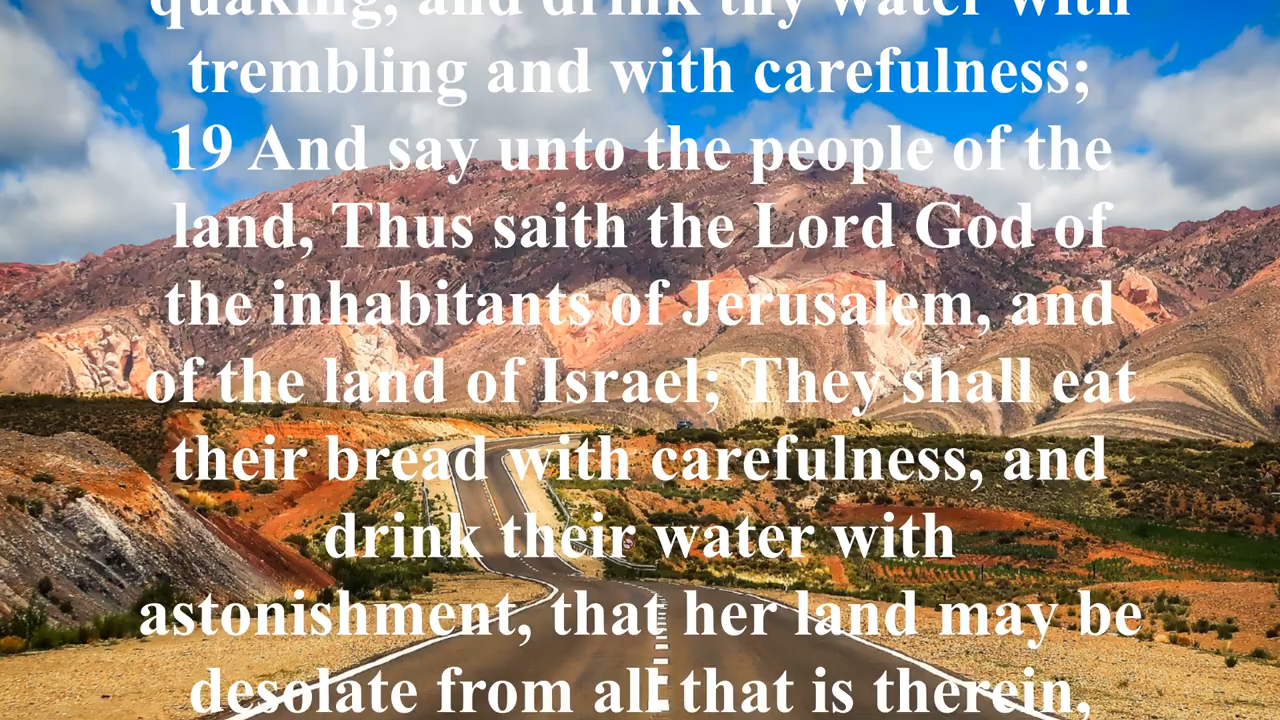 quaking, and drink thy water with
trembling and with carefulness;
19 And say unto the people of the
land, Thus saith the Lord God of
the inhabitants of Jerusalem, and
of the land of Israel; They shall eat
their bread with carefulness, and
drink their water with
astonishment, that her land may be
desolate from all that is therein,